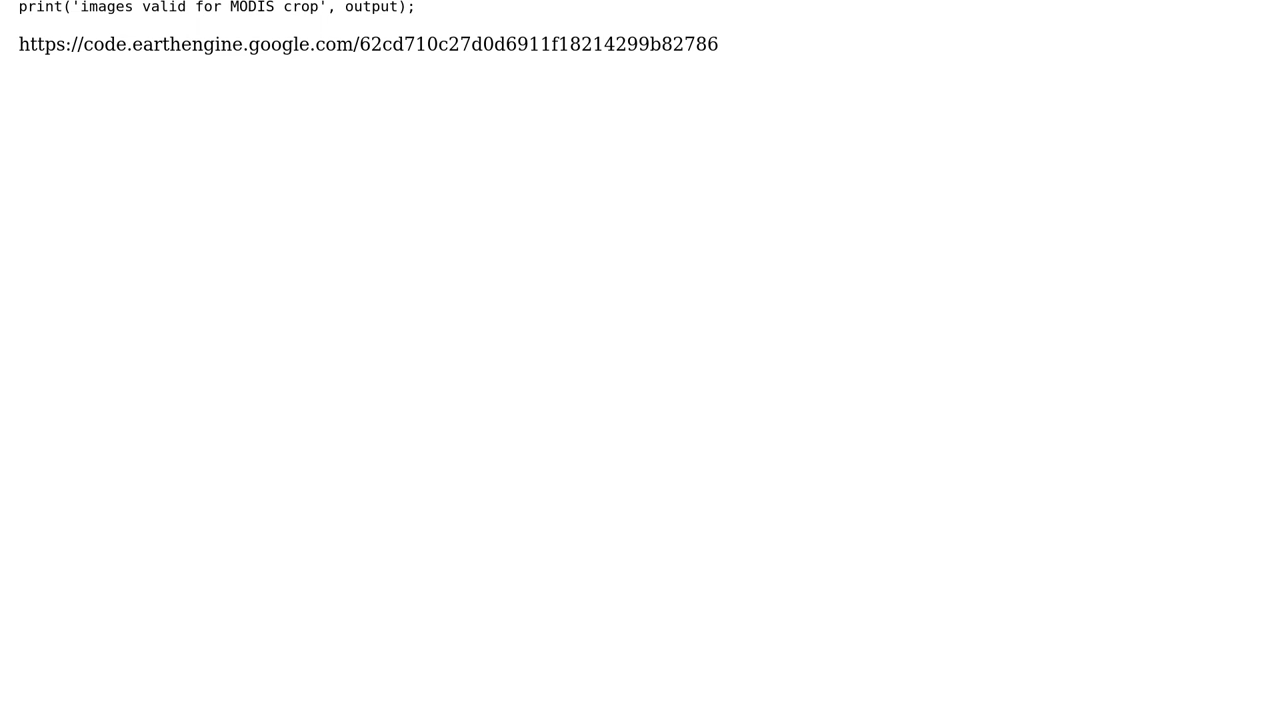 print('images valid for MODIS crop', output);
https://code.earthengine.google.com/62cd710c27d0d6911f18214299b82786